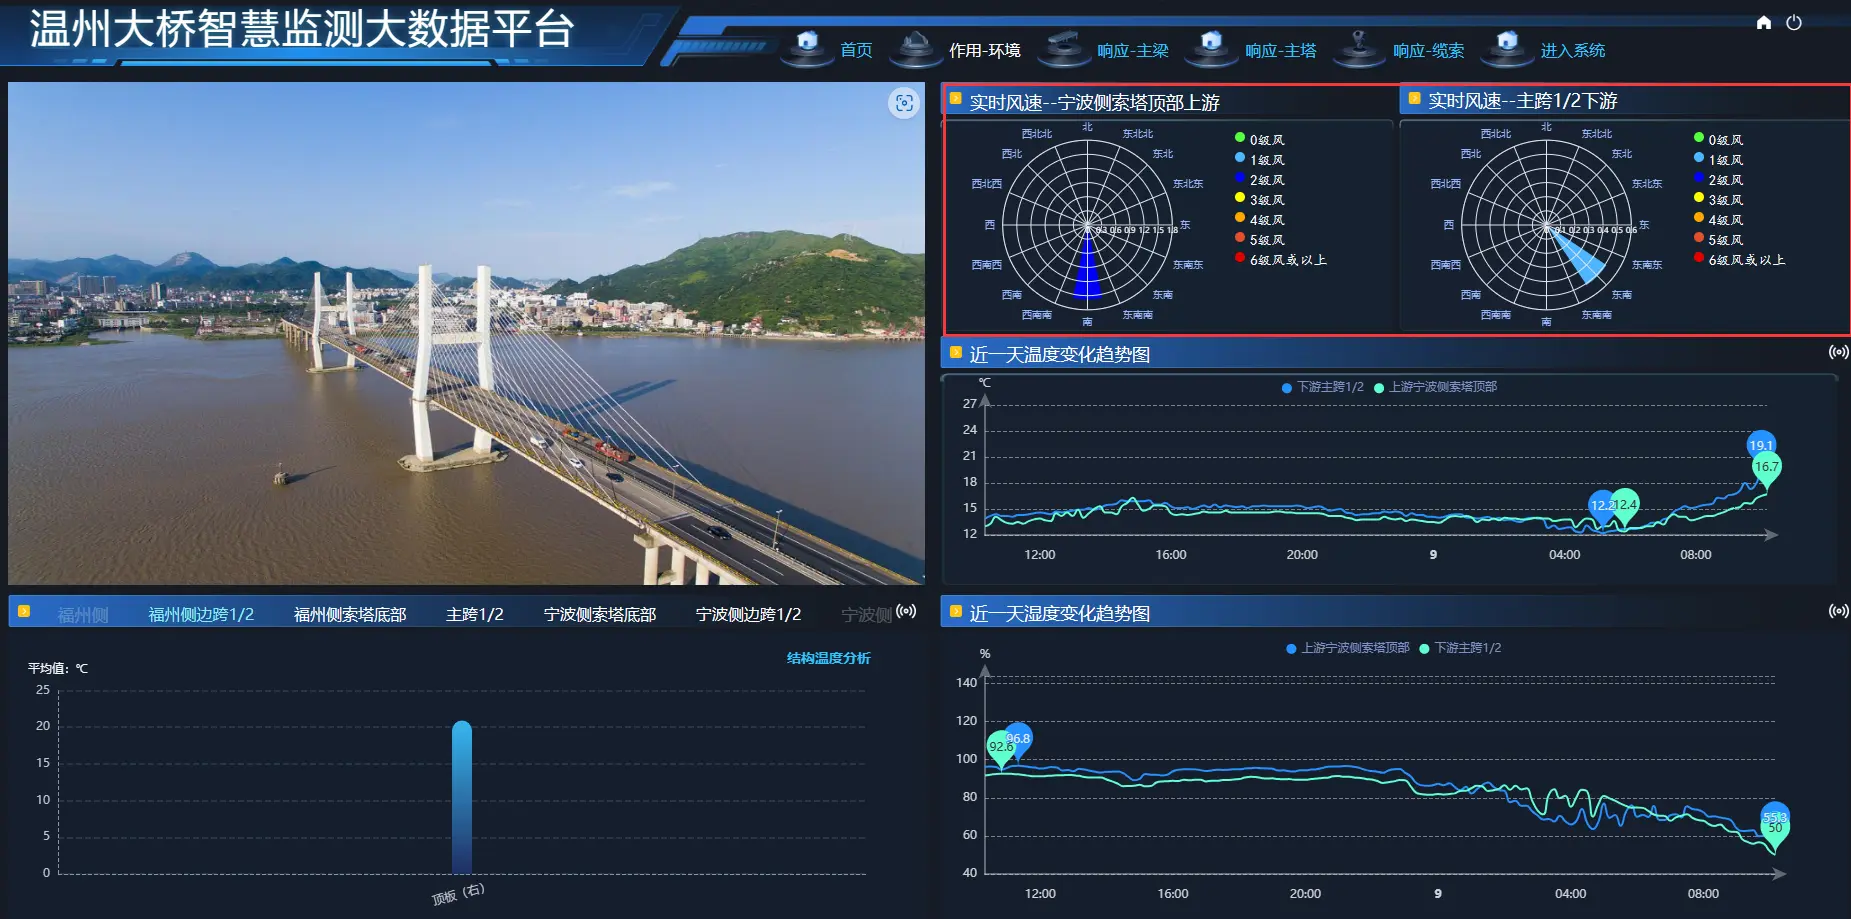 温州大桥智慧监测大数据平台
首页 作用-环境 响应-主梁 响应-主塔 响应-缆索 进入系统
实时风速--宁波侧索塔顶部上游
北
西北北 东北北
西北 东北
西北西 东北东
西 东
0.3 0.6 0.9 1.2 1.5 1.8
西南西 东南东
西南 东南
西南南 东南南
南
0级风
1级风
2级风
3级风
4级风
5级风
6级风或以上
实时风速--主跨1/2下游
北
西北北 东北北
西北 东北
西北西 东北东
西 东
0.1 0.2 0.3 0.4 0.5 0.6
西南西 东南东
西南 东南
西南南 东南南
南
0级风
1级风
2级风
3级风
4级风
5级风
6级风或以上
近一天温度变化趋势图
℃
下游主跨1/2 上游宁波侧索塔顶部
27
24
21
18
15
12
19.1
16.7
12.2
12.4
12:00 16:00 20:00 9 04:00 08:00
福州侧 福州侧边跨1/2 福州侧索塔底部 主跨1/2 宁波侧索塔底部 宁波侧边跨1/2 宁波侧
结构温度分析
平均值：℃
25
20
15
10
5
0
顶板（右）
近一天湿度变化趋势图
%
上游宁波侧索塔顶部 下游主跨1/2
140
120
100
80
60
40
96.8
92.6
55.3
50
12:00 16:00 20:00 9 04:00 08:00